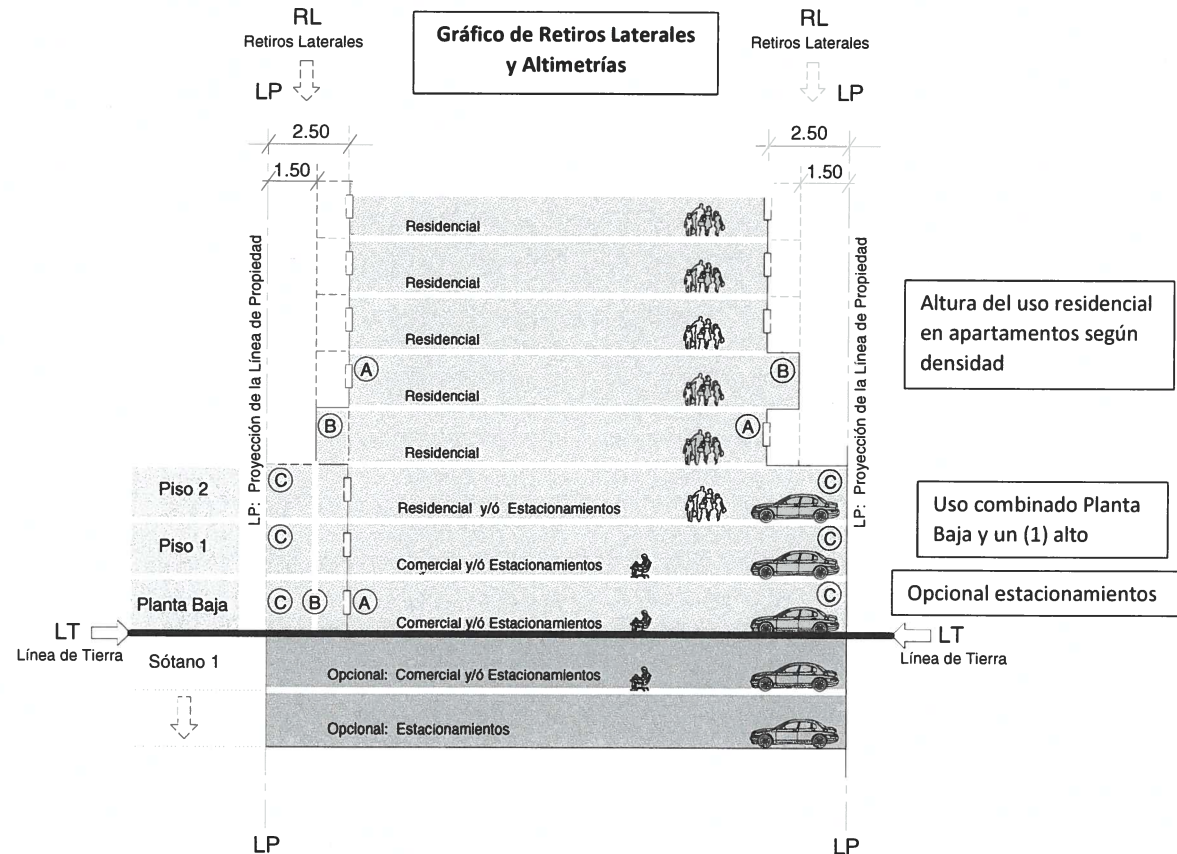 RL
Retiros Laterales
LP
Gráfico de Retiros Laterales
y Altimetrías
RL
Retiros Laterales
LP
2.50
1.50
2.50
1.50
LP: Proyección de la Línea de Propiedad
LP: Proyección de la Línea de Propiedad
Residencial
Residencial
Residencial
A
Residencial
B
B
Residencial
A
Altura del uso residencial
en apartamentos según
densidad
Piso 2
C
Residencial y/ó Estacionamientos
C
Piso 1
C
Comercial y/ó Estacionamientos
C
Uso combinado Planta
Baja y un (1) alto
Planta Baja
C
B
A
Comercial y/ó Estacionamientos
C
Opcional estacionamientos
LT
Línea de Tierra
LT
Línea de Tierra
Sótano 1
Opcional: Comercial y/ó Estacionamientos
Opcional: Estacionamientos
LP
LP